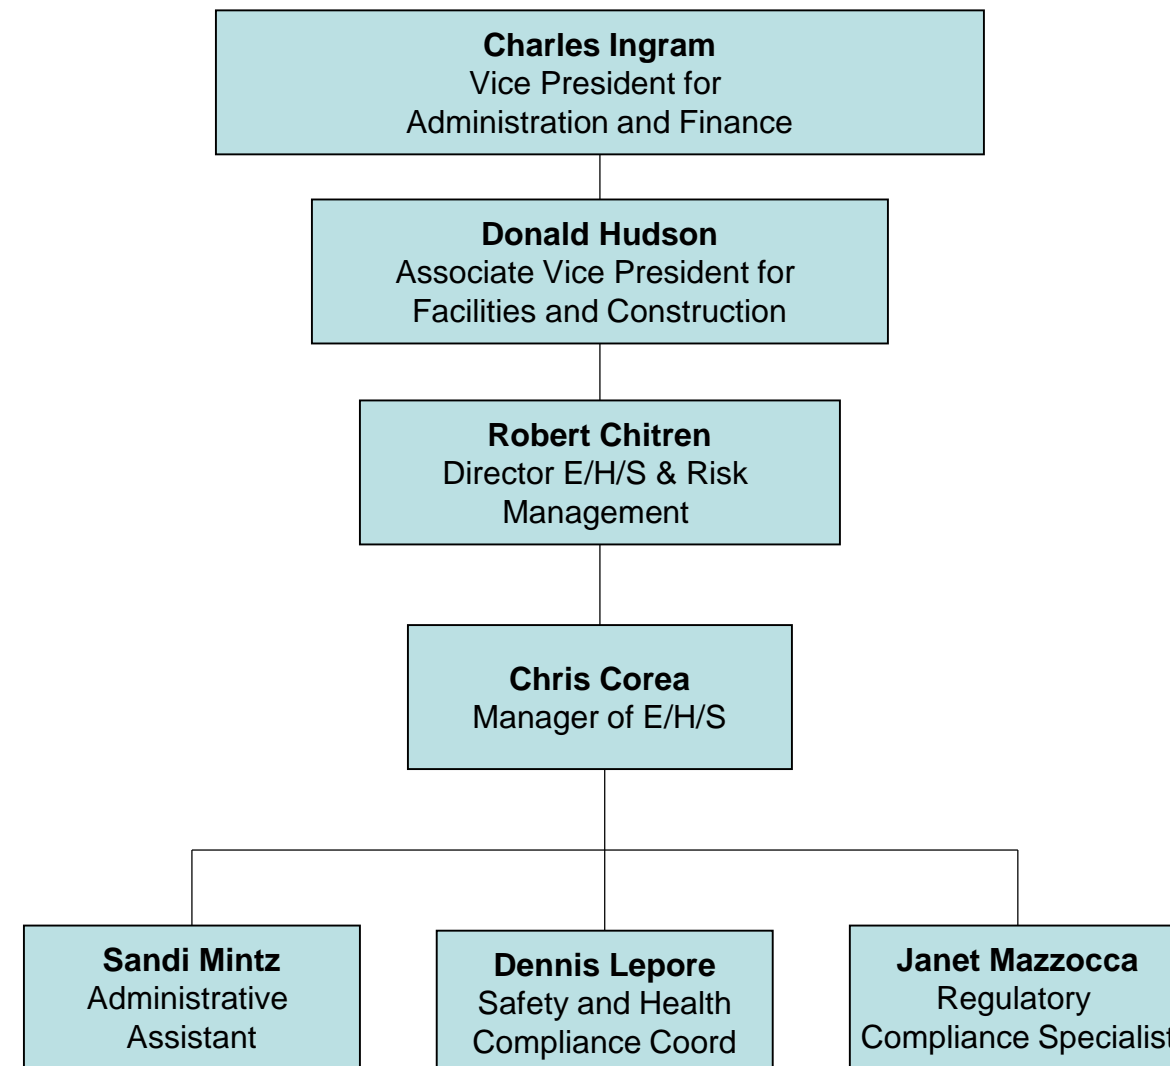 Charles Ingram
Vice President for
Administration and Finance
Donald Hudson
Associate Vice President for
Facilities and Construction
Robert Chitren
Director E/H/S & Risk
Management
Chris Corea
Manager of E/H/S
Sandi Mintz
Administrative
Assistant
Dennis Lepore
Safety and Health
Compliance Coord
Janet Mazzocca
Regulatory
Compliance Specialist